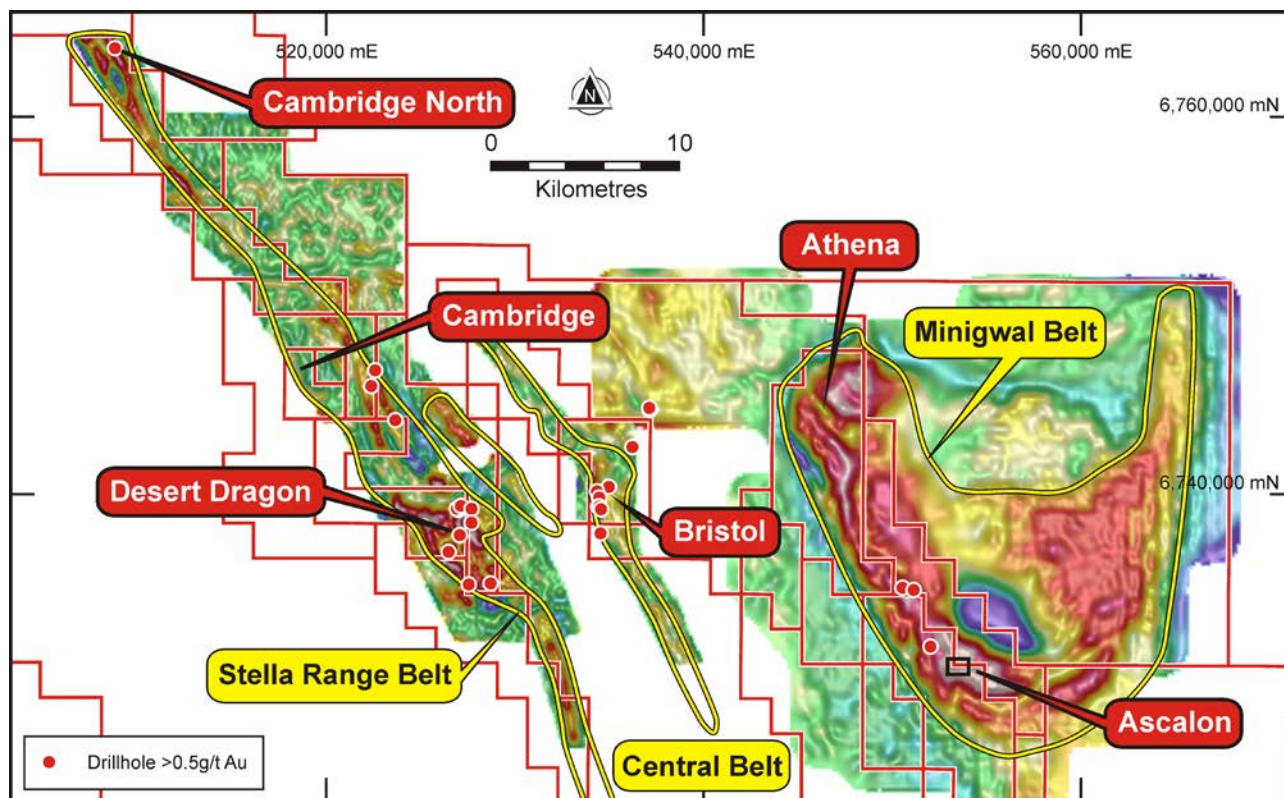 520,000 mE
540,000 mE
560,000 mE
Cambridge North
N
6,760,000 mN
0
10
Kilometres
Athena
Cambridge
Minigwal Belt
Desert Dragon
6,740,000 mN
Bristol
Stella Range Belt
Ascalon
Central Belt
Drillhole >0.5g/t Au